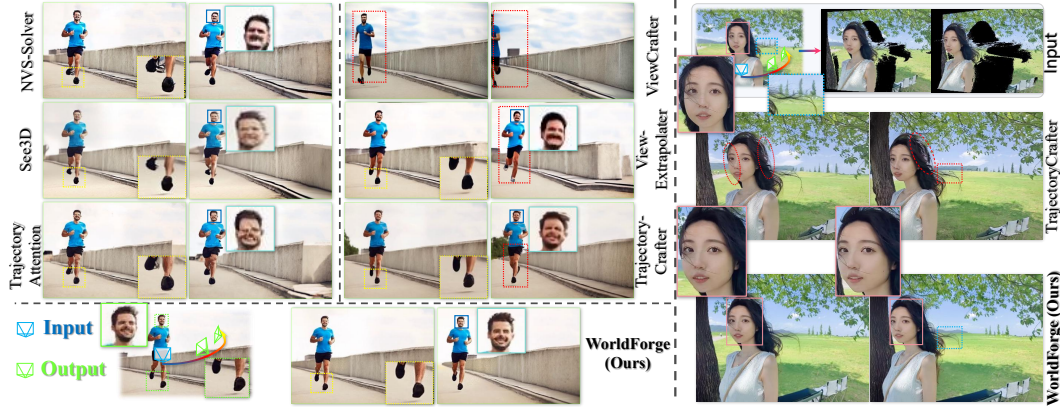 NVS-Solver
See3D
Trajectory
Attention
ViewCrafter
View-
Extrapolater
Trajectory-
Crafter
Input
Output
WorldForge
(Ours)
Input
TrajectoryCrafter
WorldForge (Ours)